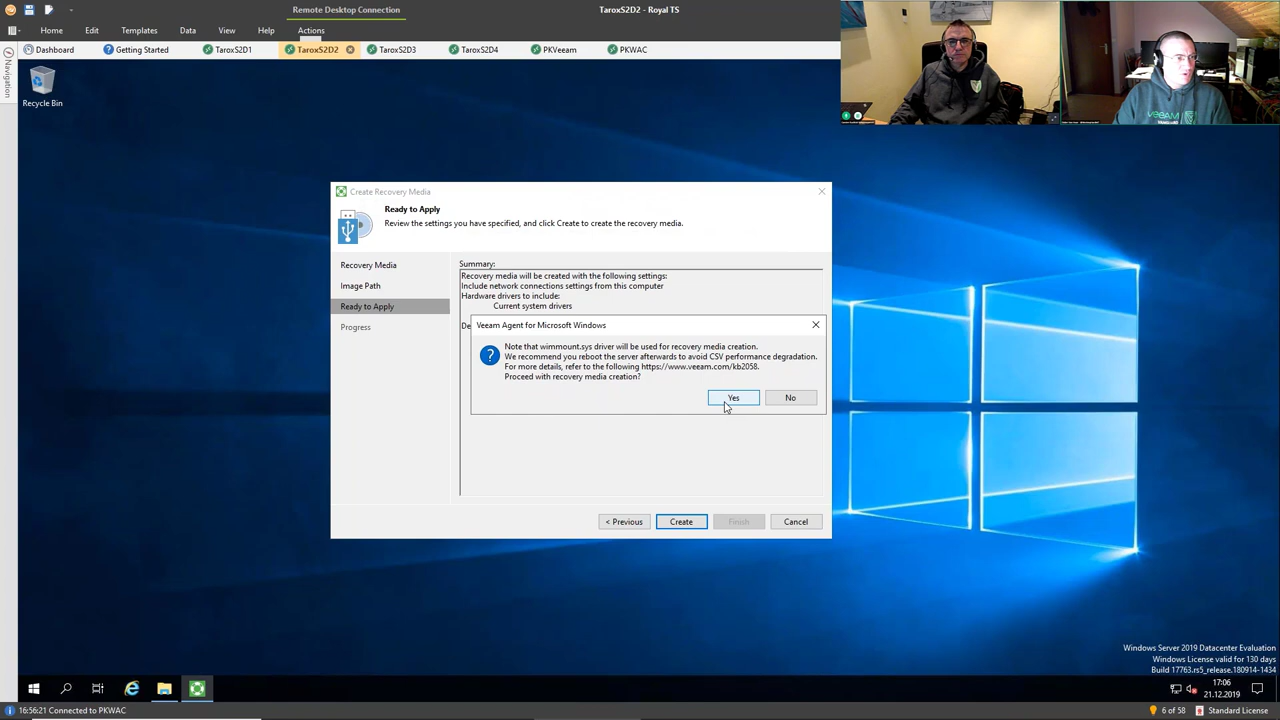 Remote Desktop Connection
TaroxS2D2 - Royal TS
Home
Edit
Templates
Data
View
Help
Actions
Navigation
Dashboard
Getting Started
TaroxS2D1
TaroxS2D2
TaroxS2D3
TaroxS2D4
PKVeeam
PKWAC
Recycle Bin
Create Recovery Media
Ready to Apply
Review the settings you have specified, and click Create to create the recovery media.
Recovery Media
Image Path
Ready to Apply
Progress
Summary:
Recovery media will be created with the following settings:
Include network connections settings from this computer
Hardware drivers to include:
Current system drivers
De
Veeam Agent for Microsoft Windows
Note that wimmount.sys driver will be used for recovery media creation.
We recommend you reboot the server afterwards to avoid CSV performance degradation.
For more details, refer to the following https://www.veeam.com/kb2058.
Proceed with recovery media creation?
Yes
No
< Previous
Create
Finish
Cancel
veeam
VANGUARD
Windows Server 2019 Datacenter Evaluation
Windows License valid for 130 days
Build 17763.rs5_release.180914-1434
17:06
21.12.2019
16:56:21 Connected to PKWAC
6 of 58
Standard License